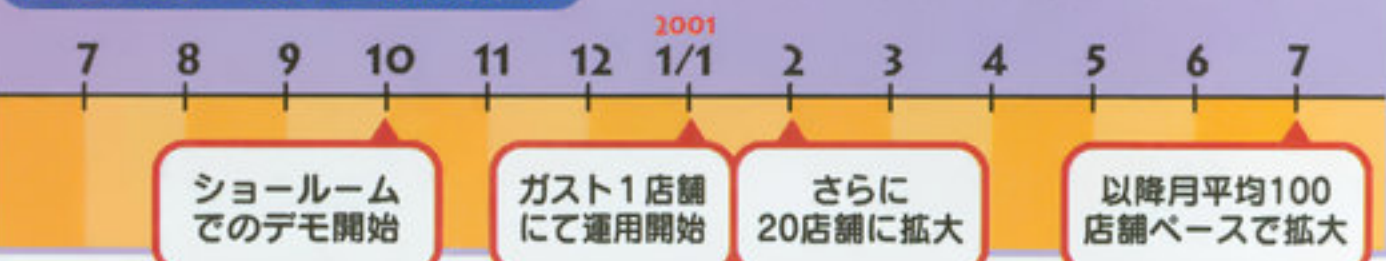 2001
7 8 9 10 11 12 1/1 2 3 4 5 6 7
ショールーム
でのデモ開始
ガスト1店舗
にて運用開始
さらに
20店舗に拡大
以降月平均100
店舗ペースで拡大